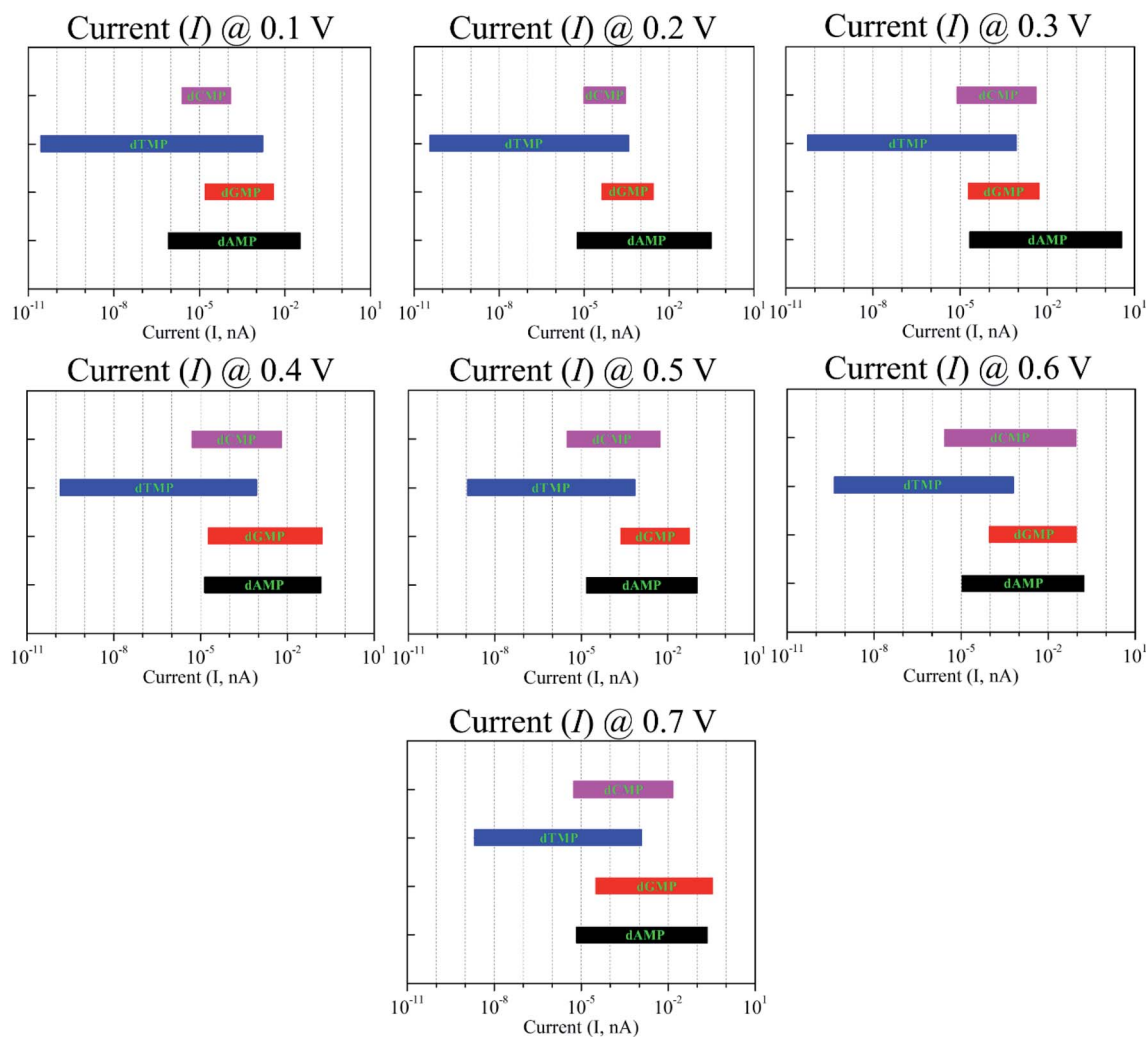 Current (I) @ 0.1 V
dCMP
dTMP
dGMP
dAMP
10⁻¹¹ 10⁻⁸ 10⁻⁵ 10⁻² 10¹
Current (I, nA)
Current (I) @ 0.2 V
dCMP
dTMP
dGMP
dAMP
10⁻¹¹ 10⁻⁸ 10⁻⁵ 10⁻² 10¹
Current (I, nA)
Current (I) @ 0.3 V
dCMP
dTMP
dGMP
dAMP
10⁻¹¹ 10⁻⁸ 10⁻⁵ 10⁻² 10¹
Current (I, nA)
Current (I) @ 0.4 V
dCMP
dTMP
dGMP
dAMP
10⁻¹¹ 10⁻⁸ 10⁻⁵ 10⁻² 10¹
Current (I, nA)
Current (I) @ 0.5 V
dCMP
dTMP
dGMP
dAMP
10⁻¹¹ 10⁻⁸ 10⁻⁵ 10⁻² 10¹
Current (I, nA)
Current (I) @ 0.6 V
dCMP
dTMP
dGMP
dAMP
10⁻¹¹ 10⁻⁸ 10⁻⁵ 10⁻² 10¹
Current (I, nA)
Current (I) @ 0.7 V
dCMP
dTMP
dGMP
dAMP
10⁻¹¹ 10⁻⁸ 10⁻⁵ 10⁻² 10¹
Current (I, nA)